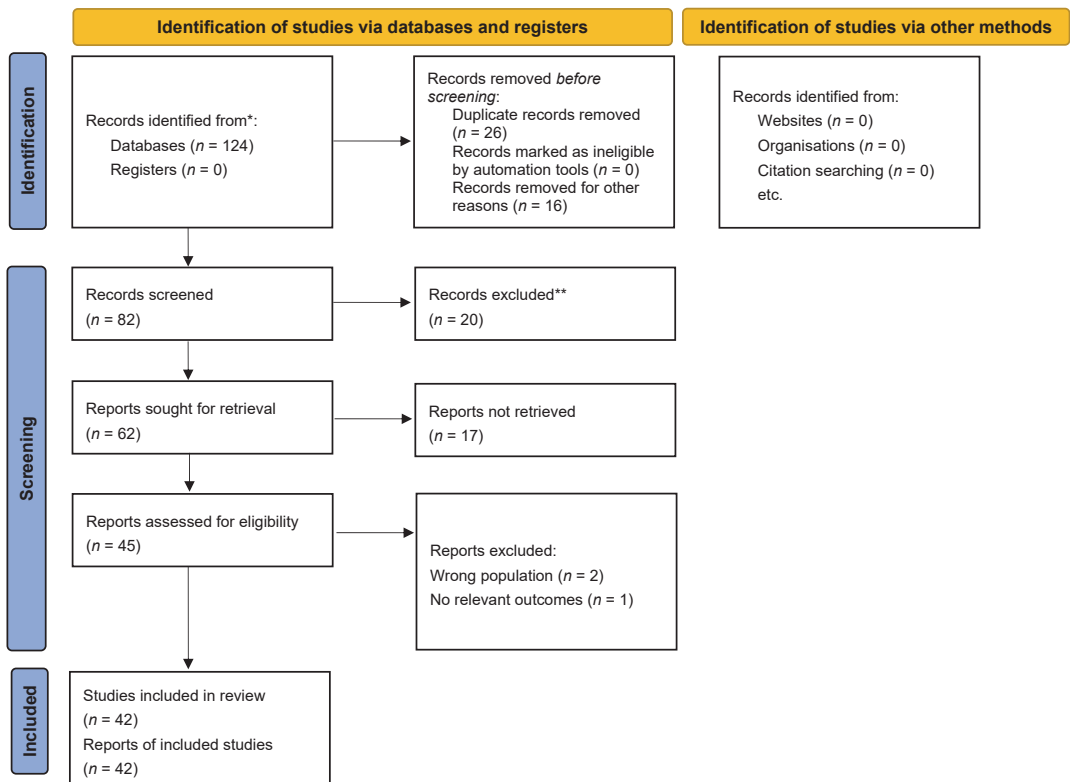 Identification of studies via databases and registers
Identification of studies via other methods
Identification
Records identified from*:
Databases (n = 124)
Registers (n = 0)
Records removed before
screening:
Duplicate records removed
(n = 26)
Records marked as ineligible
by automation tools (n = 0)
Records removed for other
reasons (n = 16)
Records identified from:
Websites (n = 0)
Organisations (n = 0)
Citation searching (n = 0)
etc.
Screening
Records screened
(n = 82)
Records excluded**
(n = 20)
Reports sought for retrieval
(n = 62)
Reports not retrieved
(n = 17)
Reports assessed for eligibility
(n = 45)
Reports excluded:
Wrong population (n = 2)
No relevant outcomes (n = 1)
Included
Studies included in review
(n = 42)
Reports of included studies
(n = 42)